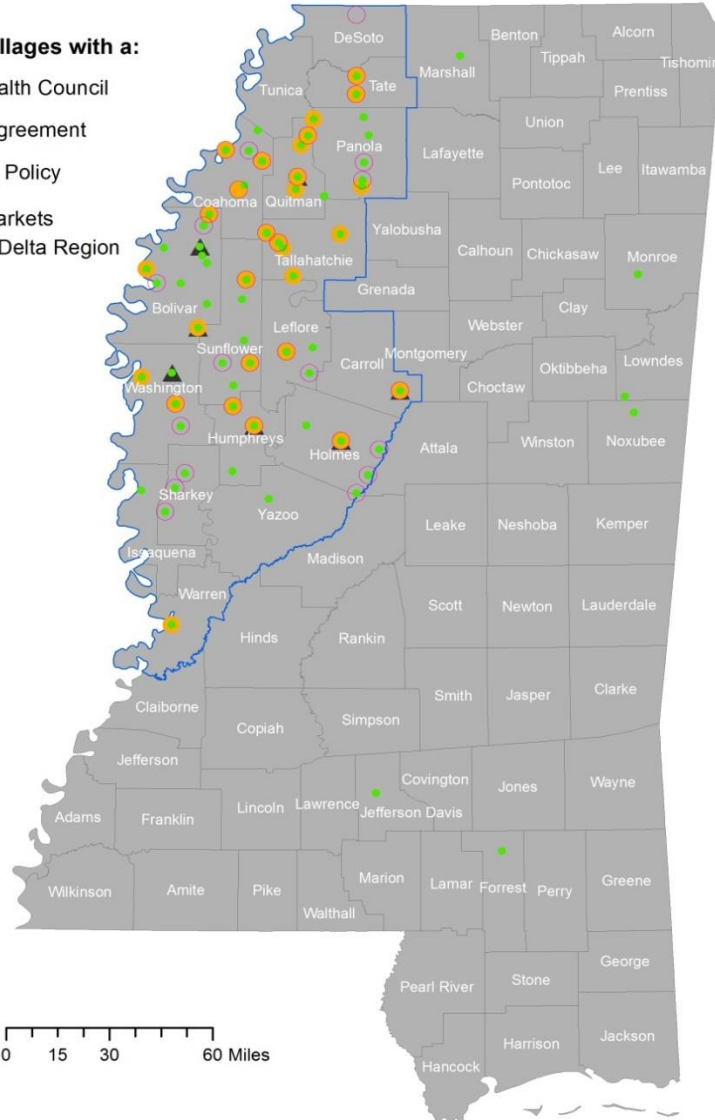 llages with a:
alth Council
greement
Policy
arkets
Delta Region
DeSoto
Benton
Alcorn
Tippah
Tishomin
Marshall
Tunica
Tate
Prentiss
Union
Panola
Lafayette
Lee
Itawamba
Pontotoc
Coahoma
Quitman
Yalobusha
Tallahatchie
Calhoun
Chickasaw
Monroe
Grenada
Bolivar
Clay
Leflore
Webster
Sunflower
Carroll
Montgomery
Oktibbeha
Lowndes
Washington
Choctaw
Humphreys
Holmes
Attala
Winston
Noxubee
Sharkey
Yazoo
Leake
Neshoba
Kemper
Issaquena
Madison
Warren
Scott
Newton
Lauderdale
Hinds
Rankin
Smith
Jasper
Clarke
Claiborne
Copiah
Simpson
Jefferson
Covington
Jones
Wayne
Adams
Franklin
Lincoln
Lawrence
Jefferson Davis
Wilkinson
Amite
Pike
Marion
Lamar
Forrest
Perry
Greene
Walthall
Pearl River
Stone
George
Harrison
Jackson
Hancock
0 15 30 60 Miles